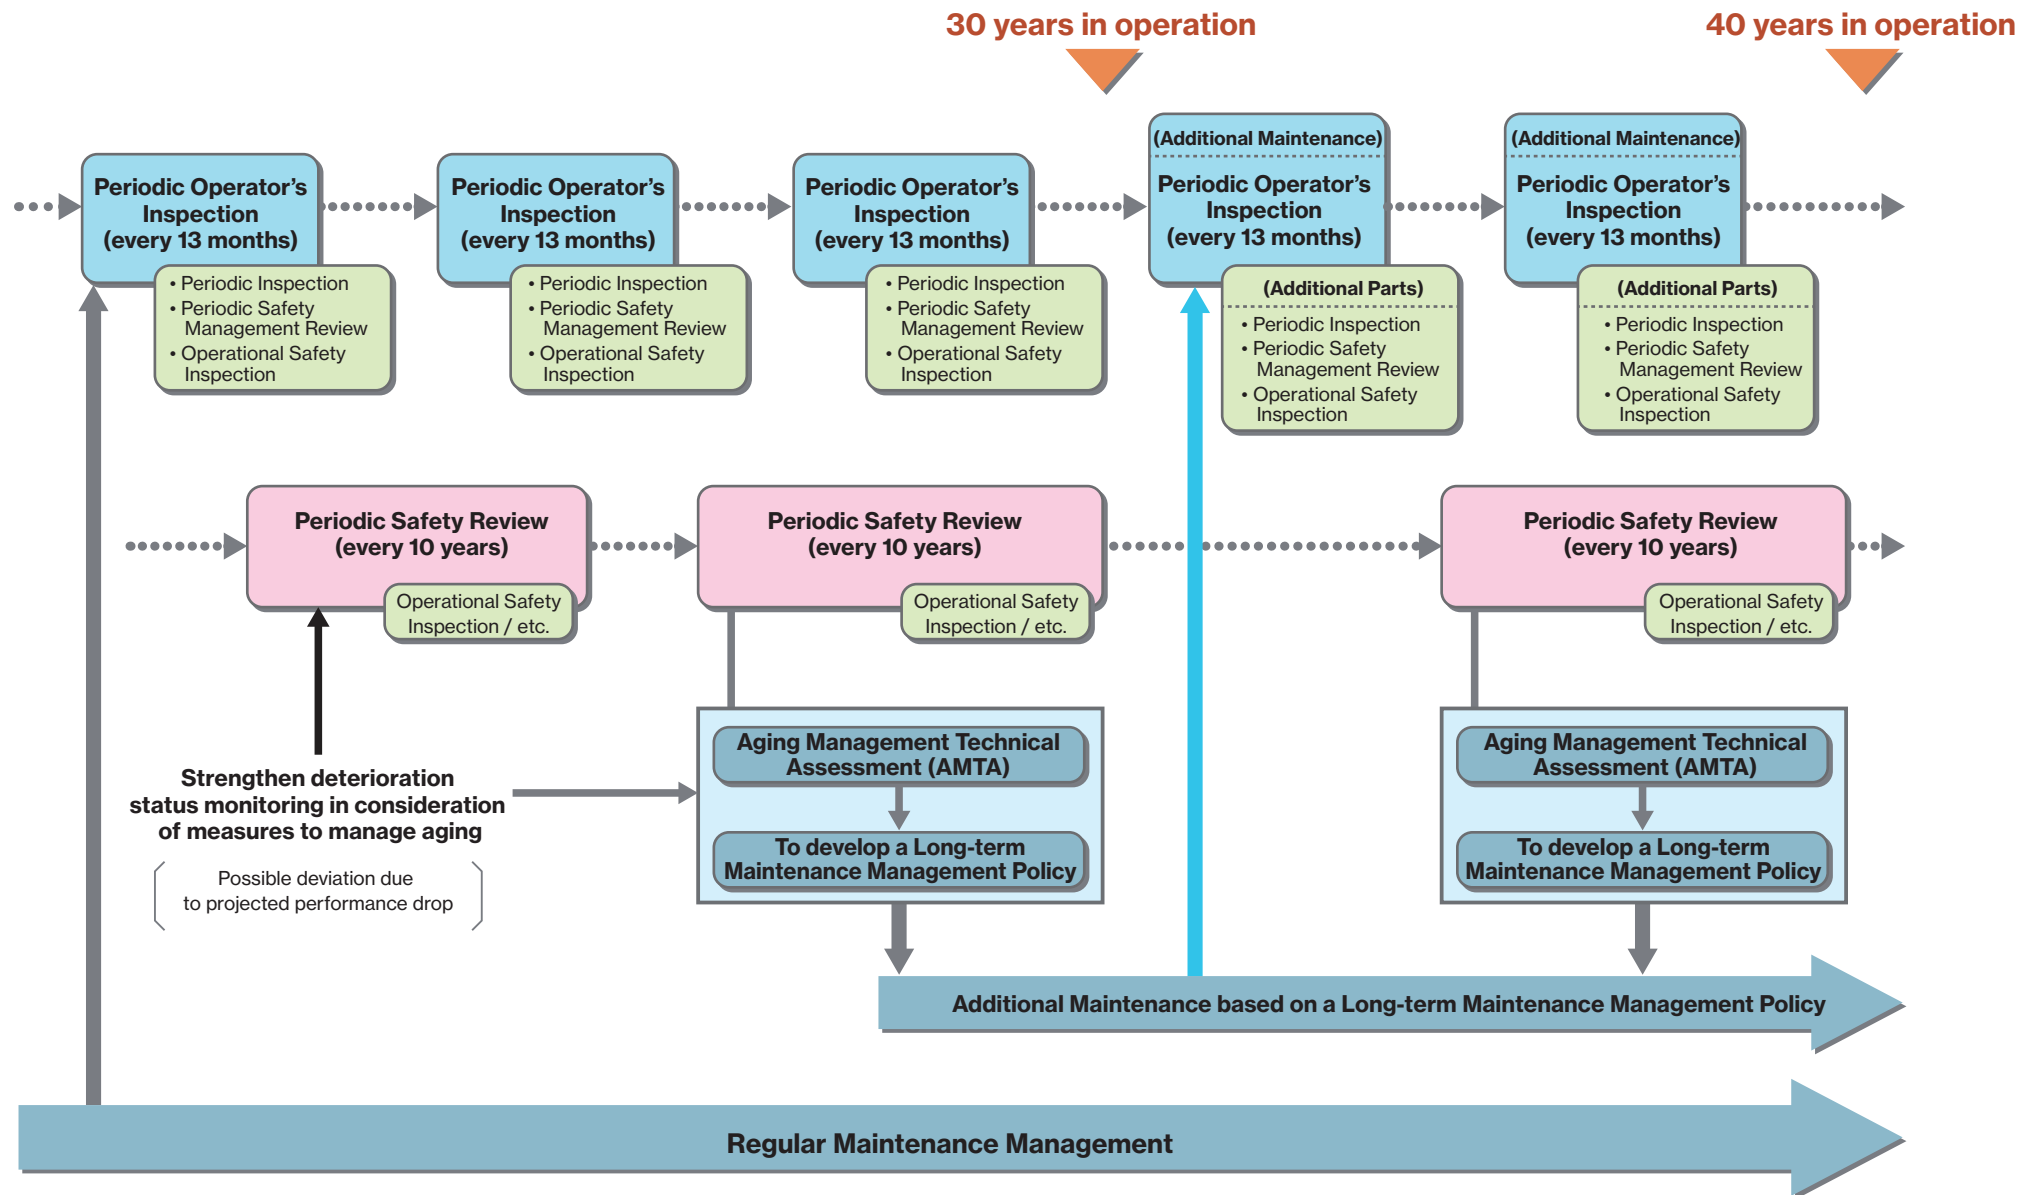 30 years in operation
40 years in operation
Periodic Operator's
Inspection
(every 13 months)
• Periodic Inspection
• Periodic Safety
Management Review
• Operational Safety
Inspection
Periodic Operator's
Inspection
(every 13 months)
• Periodic Inspection
• Periodic Safety
Management Review
• Operational Safety
Inspection
Periodic Operator's
Inspection
(every 13 months)
• Periodic Inspection
• Periodic Safety
Management Review
• Operational Safety
Inspection
(Additional Maintenance)
Periodic Operator's
Inspection
(every 13 months)
(Additional Parts)
• Periodic Inspection
• Periodic Safety
Management Review
• Operational Safety
Inspection
(Additional Maintenance)
Periodic Operator's
Inspection
(every 13 months)
(Additional Parts)
• Periodic Inspection
• Periodic Safety
Management Review
• Operational Safety
Inspection
Periodic Safety Review
(every 10 years)
Operational Safety
Inspection / etc.
Periodic Safety Review
(every 10 years)
Operational Safety
Inspection / etc.
Periodic Safety Review
(every 10 years)
Operational Safety
Inspection / etc.
Strengthen deterioration
status monitoring in consideration
of measures to manage aging
Possible deviation due
to projected performance drop
Aging Management Technical
Assessment (AMTA)
To develop a Long-term
Maintenance Management Policy
Aging Management Technical
Assessment (AMTA)
To develop a Long-term
Maintenance Management Policy
Additional Maintenance based on a Long-term Maintenance Management Policy
Regular Maintenance Management